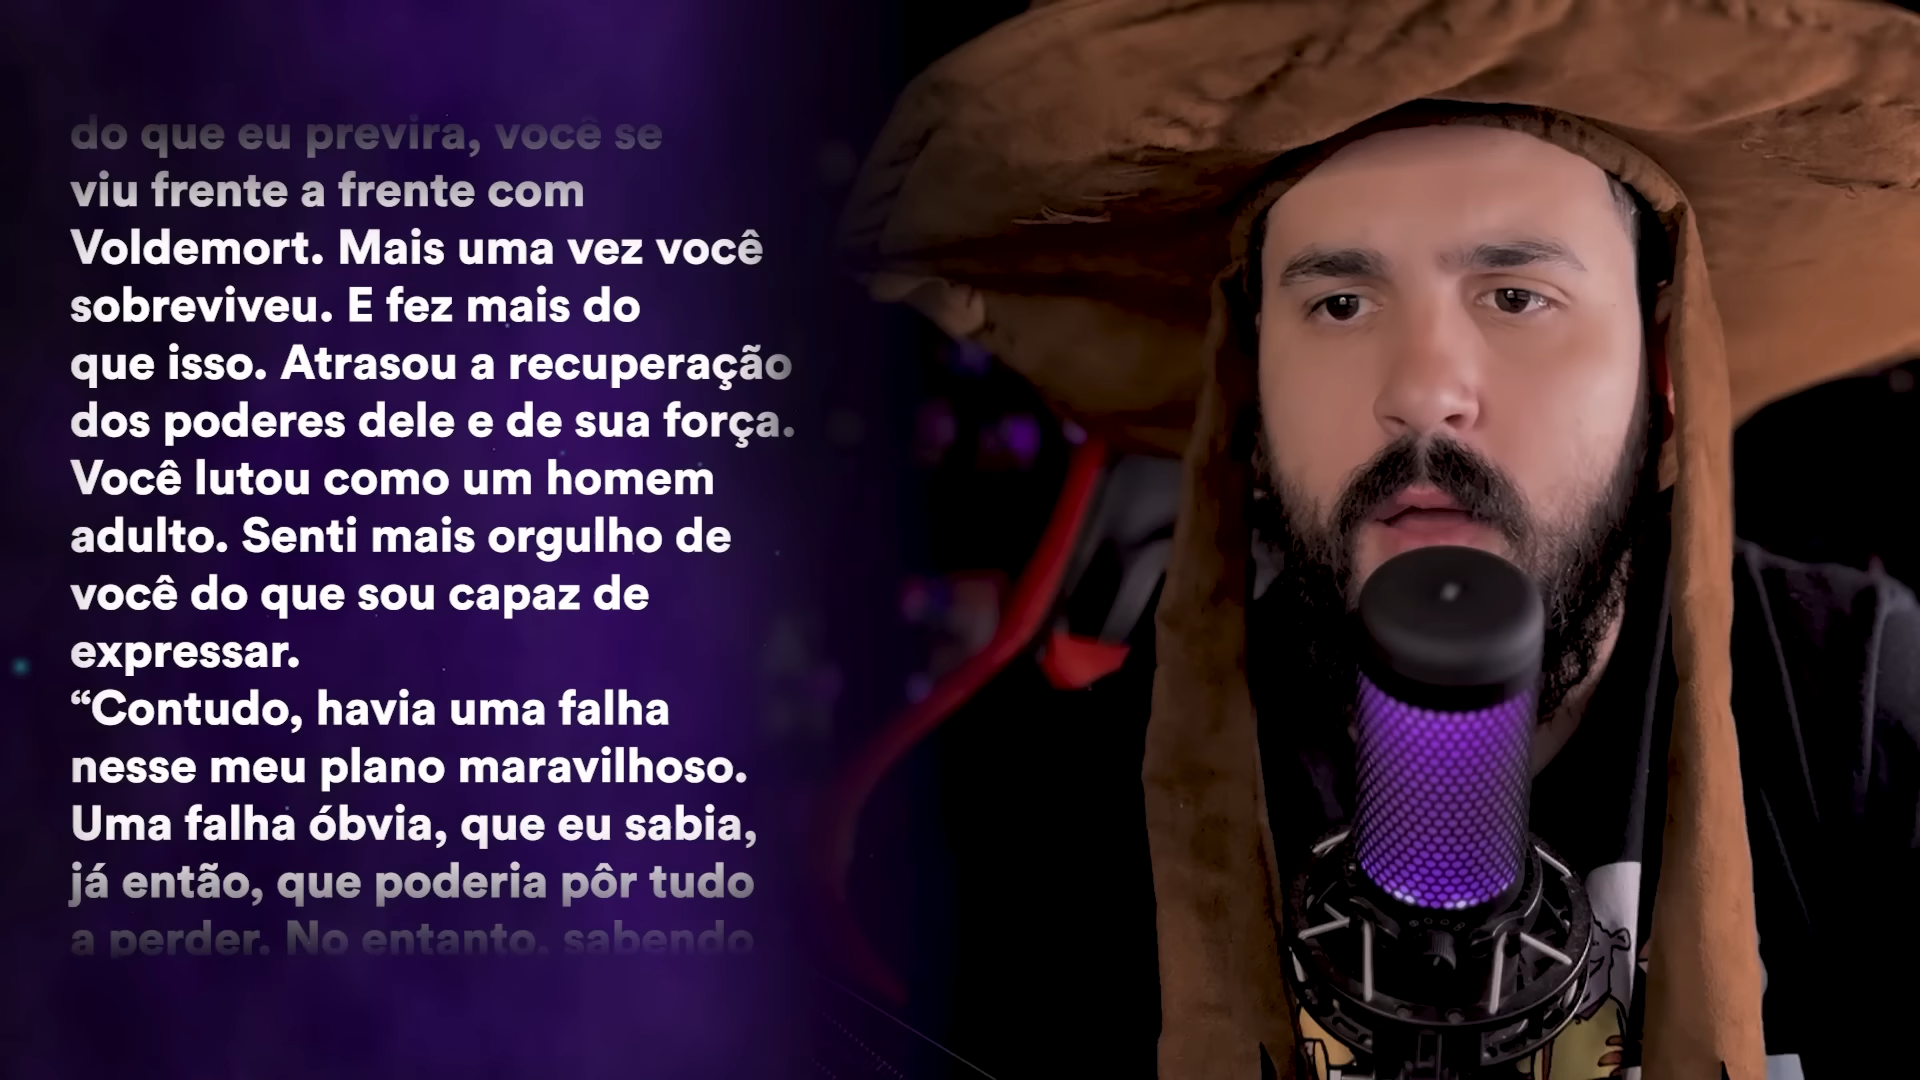 do que eu previra, você se
viu frente a frente com
Voldemort. Mais uma vez você
sobreviveu. E fez mais do
que isso. Atrasou a recuperação
dos poderes dele e de sua força.
Você lutou como um homem
adulto. Senti mais orgulho de
você do que sou capaz de
expressar.
“Contudo, havia uma falha
nesse meu plano maravilhoso.
Uma falha óbvia, que eu sabia,
já então, que poderia pôr tudo
a perder. No entanto, sabendo